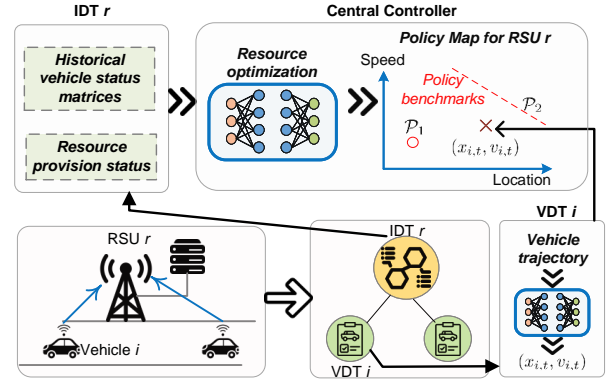 IDT r
Central Controller
Historical
vehicle status
matrices
Resource
provision status
Resource
optimization
Policy Map for RSU r
Speed
Policy
benchmarks
𝒫₁
𝒫₂
(x_{i,t}, v_{i,t})
Location
RSU r
Vehicle i
IDT r
VDT i
VDT i
Vehicle
trajectory
(x_{i,t}, v_{i,t})